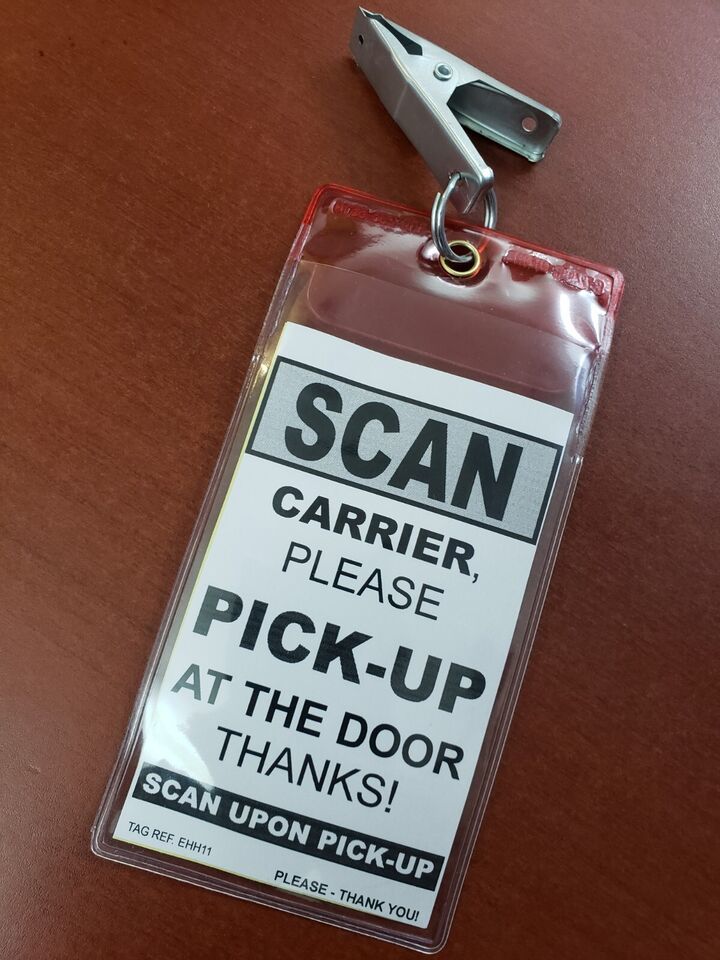 SCAN
CARRIER,
PLEASE
PICK-UP
AT THE DOOR
THANKS!
SCAN UPON PICK-UP
TAG REF. EHH11
PLEASE - THANK YOU!